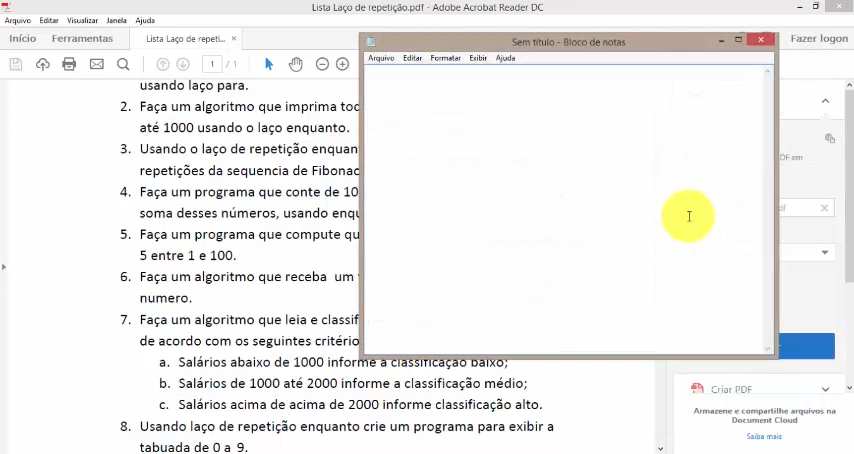 Lista Laço de repetição.pdf - Adobe Acrobat Reader DC
Arquivo Editar Visualizar Janela Ajuda
Início Ferramentas Lista Laço de repeti... × Fazer logon
1 / 1
Sem título - Bloco de notas
Arquivo Editar Formatar Exibir Ajuda
usando laço para.
2. Faça um algoritmo que imprima
até 1000 usando o laço enquanto.
3. Usando o laço de repetição
repetições da sequencia de
4. Faça um programa que conte de 10
soma desses números, usando
5. Faça um programa que compute
5 entre 1 e 100.
6. Faça um algoritmo que receba um
numero.
7. Faça um algoritmo que leia e
de acordo com os seguintes
a. Salários abaixo de 1000 informe a classificação baixo;
b. Salários de 1000 até 2000 informe a classificação médio;
c. Salários acima de acima de 2000 informe classificação alto.
8. Usando laço de repetição enquanto crie um programa para exibir a
tabuada de 0 a 9.
PDF em
Criar PDF
Armazene e compartilhe arquivos na
Document Cloud
Saiba mais